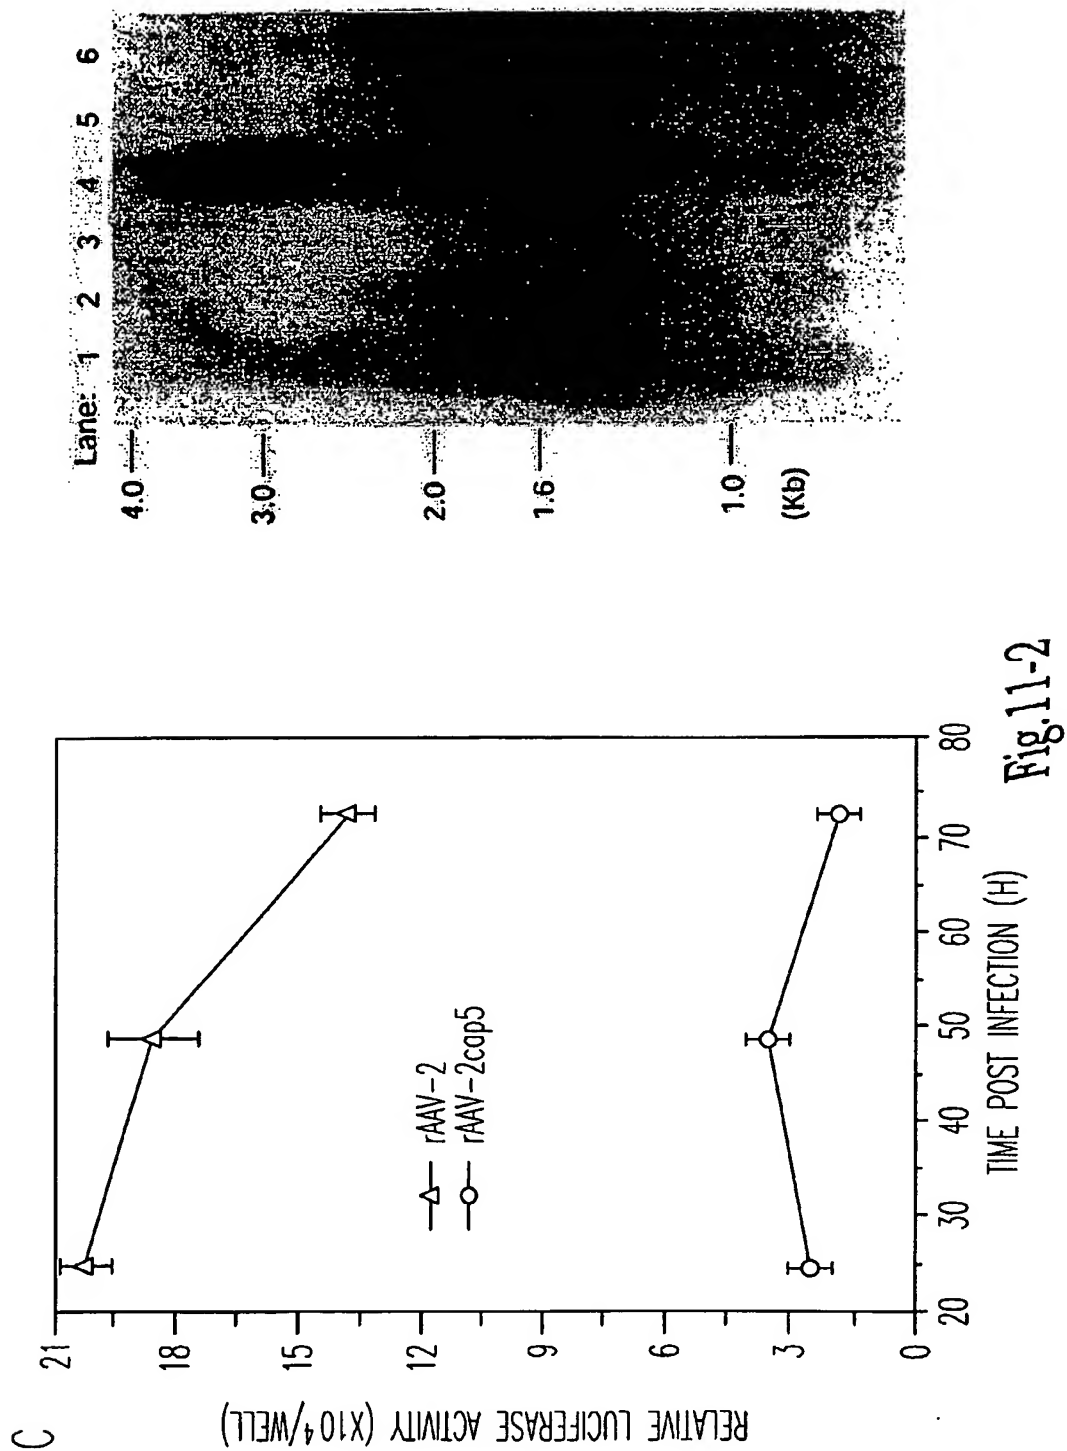 C
RELATIVE LUCIFERASE ACTIVITY (X10⁴/WELL)
21
18
15
12
9
6
3
0
rAAV-2
rAAV-2cap5
20
30
40
50
60
70
80
TIME POST INFECTION (H)
Lane: 1 2 3 4 5 6
4.0
3.0
2.0
1.6
1.0
(Kb)
Fig.11-2